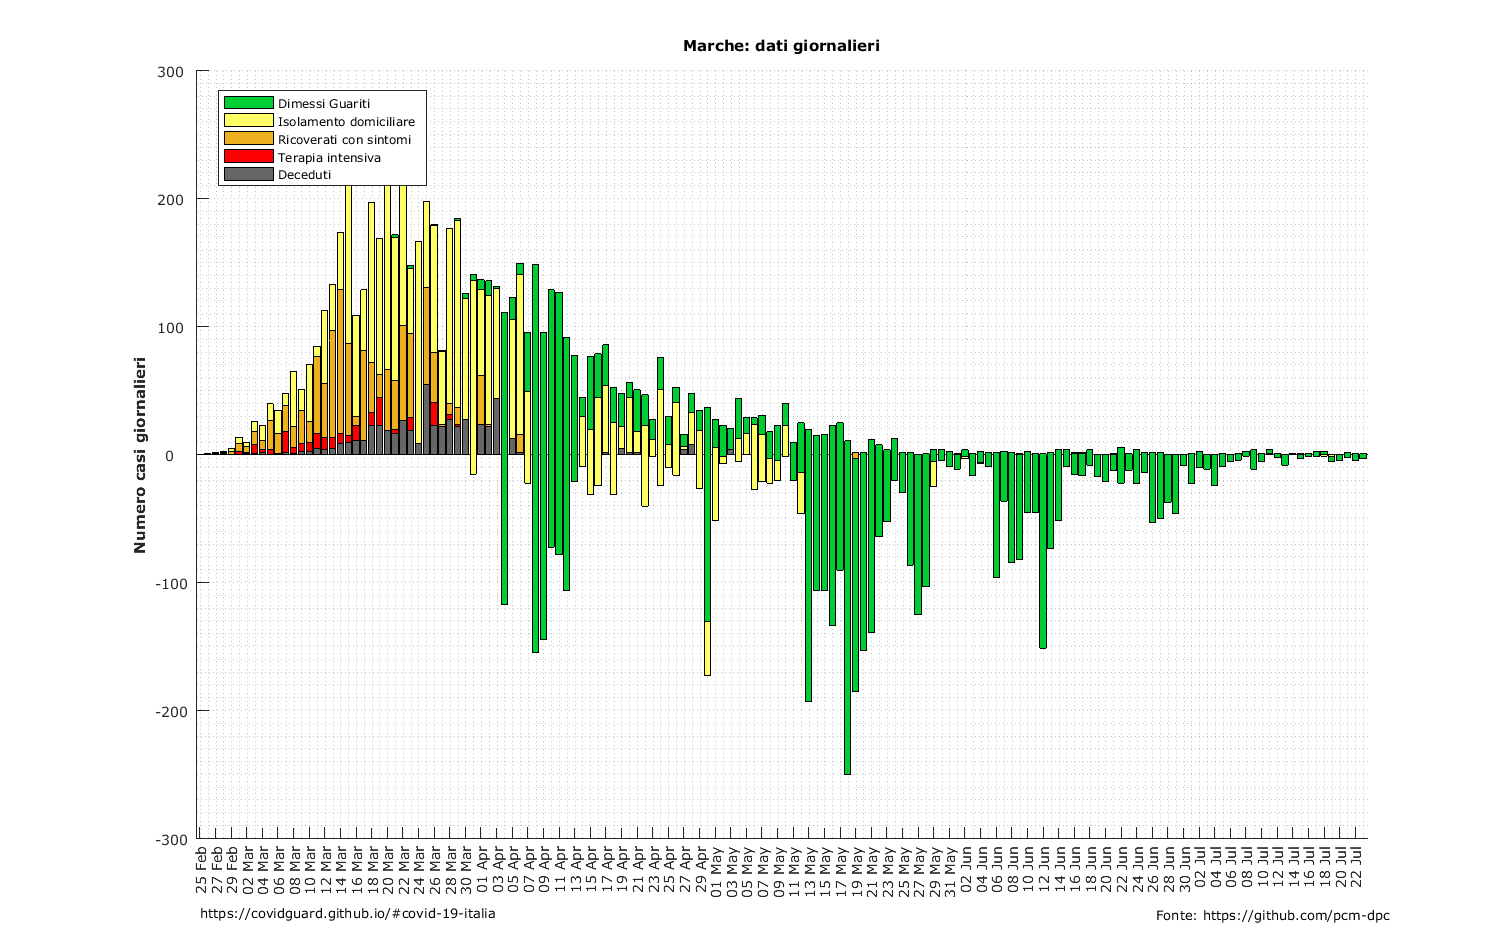 Marche: dati giornalieri
300
200
100
0
-100
-200
-300
Numero casi giornalieri
Dimessi Guariti
Isolamento domiciliare
Ricoverati con sintomi
Terapia intensiva
Deceduti
25 Feb
27 Feb
29 Feb
02 Mar
04 Mar
06 Mar
08 Mar
10 Mar
12 Mar
14 Mar
16 Mar
18 Mar
20 Mar
22 Mar
24 Mar
26 Mar
28 Mar
30 Mar
01 Apr
03 Apr
05 Apr
07 Apr
09 Apr
11 Apr
13 Apr
15 Apr
17 Apr
19 Apr
21 Apr
23 Apr
25 Apr
27 Apr
29 Apr
01 May
03 May
05 May
07 May
09 May
11 May
13 May
15 May
17 May
19 May
21 May
23 May
25 May
27 May
29 May
31 May
02 Jun
04 Jun
06 Jun
08 Jun
10 Jun
12 Jun
14 Jun
16 Jun
18 Jun
20 Jun
22 Jun
24 Jun
26 Jun
28 Jun
30 Jun
02 Jul
04 Jul
06 Jul
08 Jul
10 Jul
12 Jul
14 Jul
16 Jul
18 Jul
20 Jul
22 Jul
https://covidguard.github.io/#covid-19-italia
Fonte: https://github.com/pcm-dpc